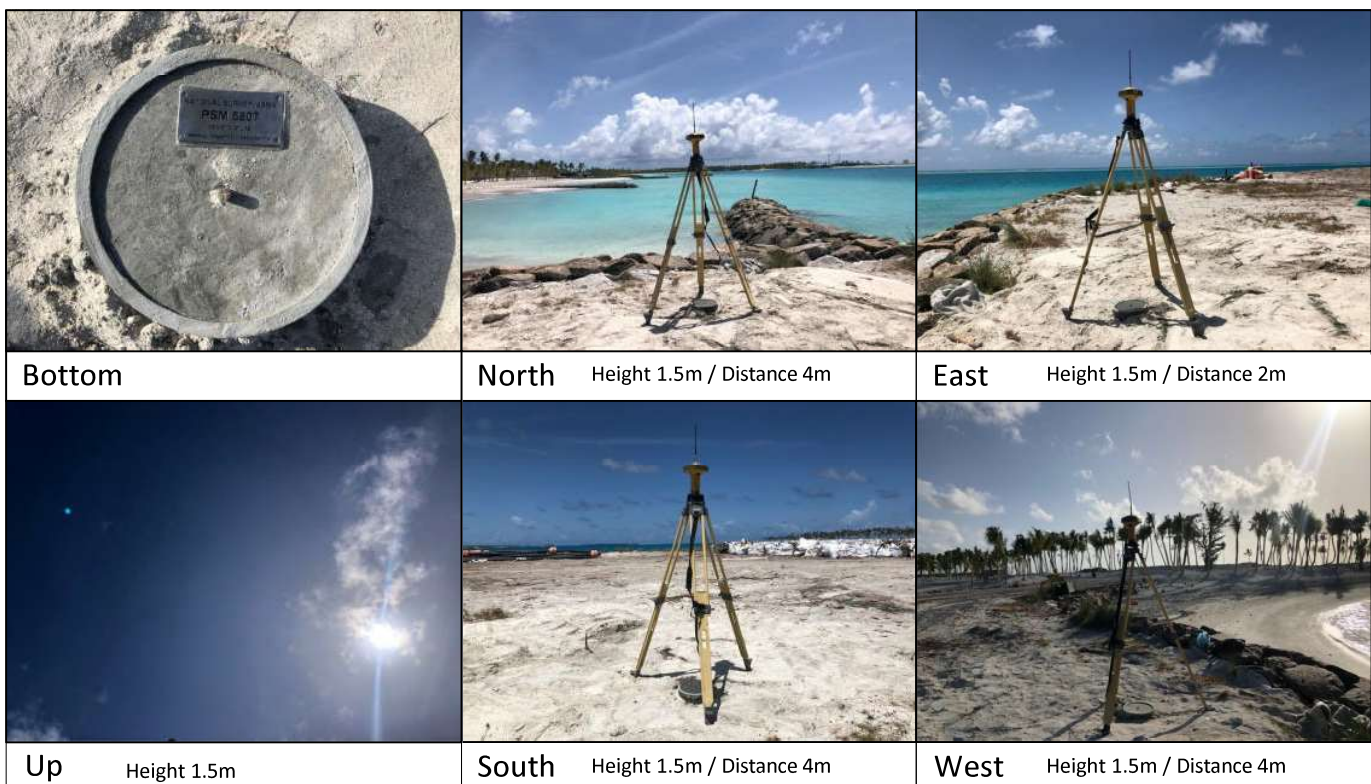 PSM 5807
Bottom
North Height 1.5m / Distance 4m
East Height 1.5m / Distance 2m
Up Height 1.5m
South Height 1.5m / Distance 4m
West Height 1.5m / Distance 4m